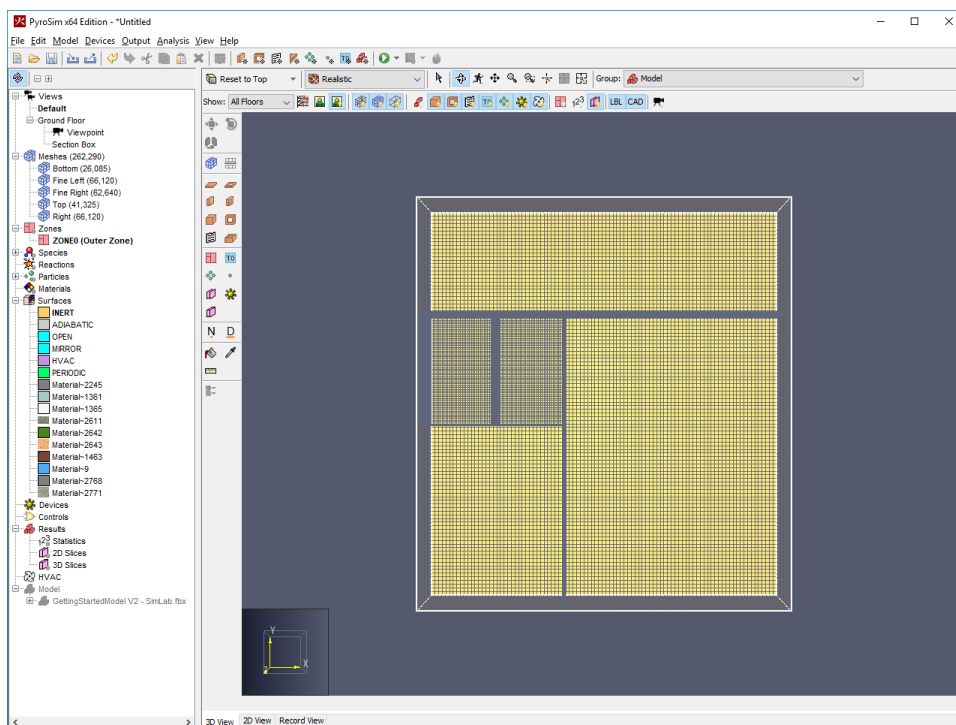 PyroSim x64 Edition - *Untitled
File Edit Model Devices Output Analysis View Help
Reset to Top Realistic Group: Model
Show: All Floors LBL CAD
Views
Default
Ground Floor
Viewpoint
Section Box
Meshes (262,290)
Bottom (26,085)
Fine Left (66,120)
Fine Right (62,640)
Top (41,325)
Right (66,120)
Zones
ZONE0 (Outer Zone)
Species
Reactions
Particles
Materials
Surfaces
INERT
ADIABATIC
OPEN
MIRROR
HVAC
PERIODIC
Material~2245
Material~1361
Material~1365
Material~2611
Material~2642
Material~2643
Material~1463
Material~9
Material~2768
Material~2771
Devices
Controls
Results
Statistics
2D Slices
3D Slices
HVAC
Model
GettingStartedModel V2 - SimLab.fbx
N D
Y
X
Z
3D View 2D View Record View